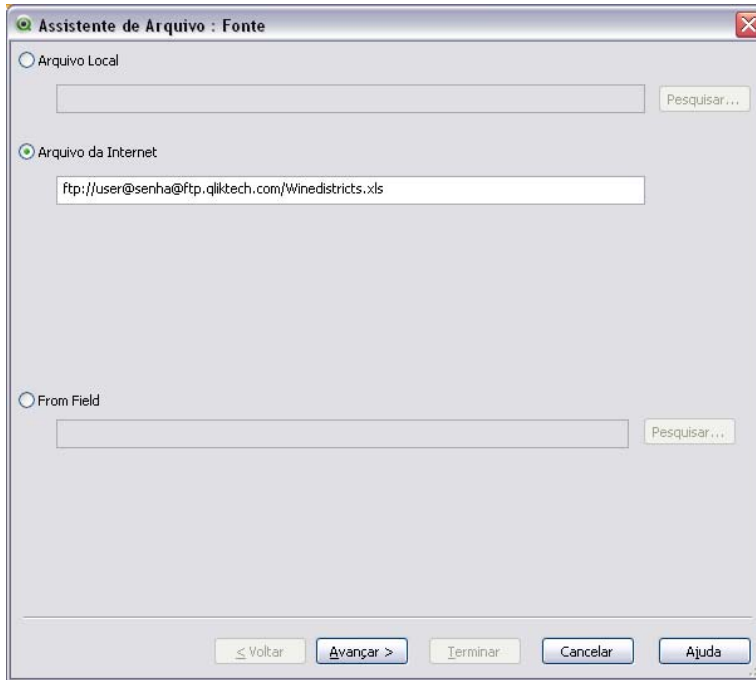 Assistente de Arquivo : Fonte
Arquivo Local
Pesquisar...
Arquivo da Internet
ftp://user@senha@ftp.qliktech.com/Winedistricts.xls
From Field
Pesquisar...
< Voltar
Avançar >
Terminar
Cancelar
Ajuda